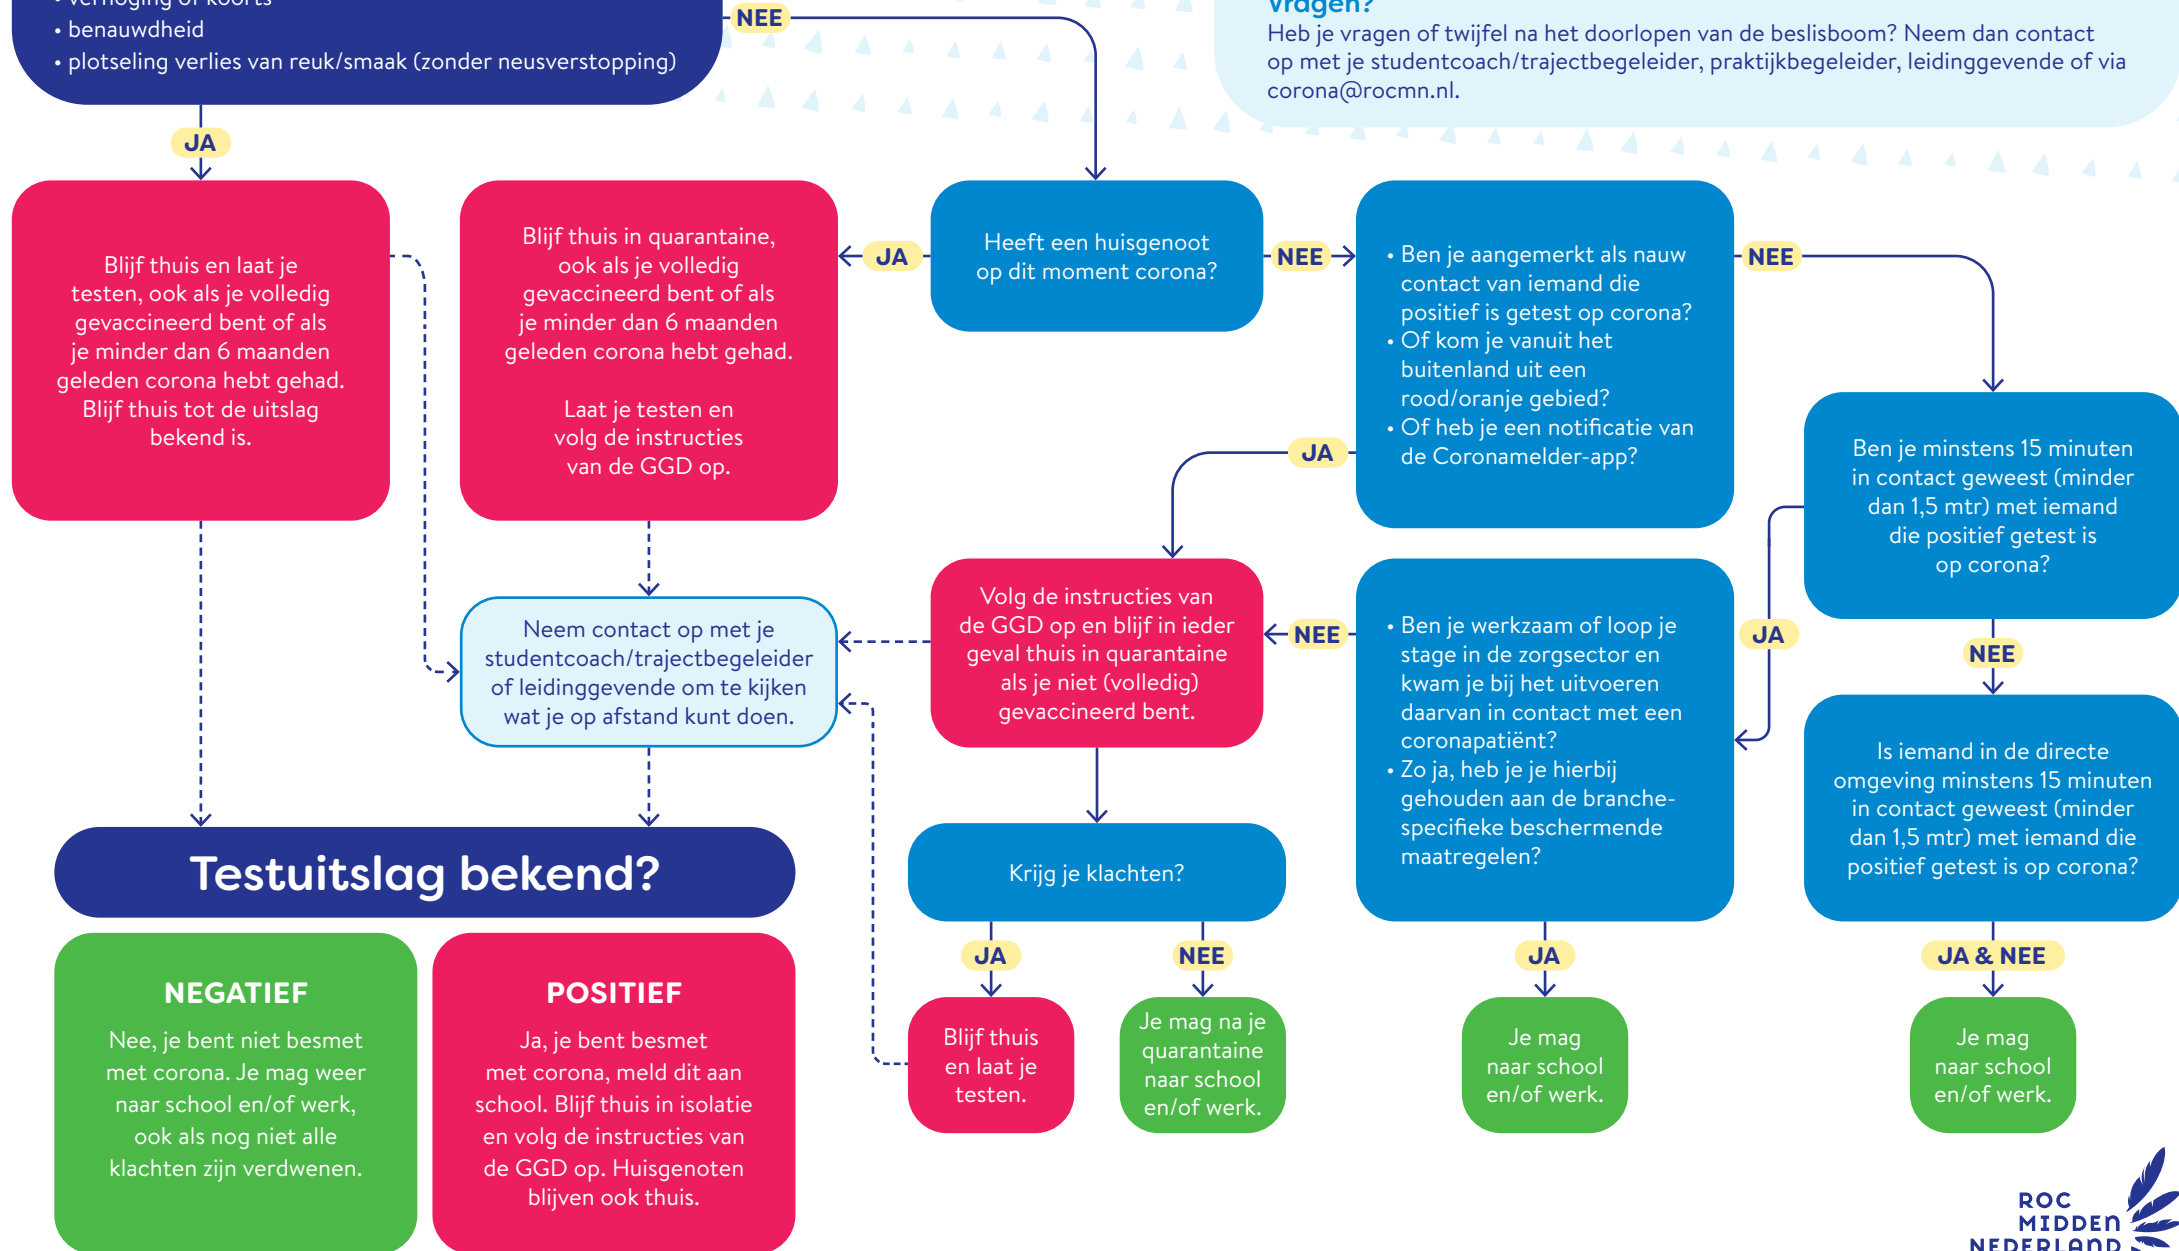 • verhoging of koorts
• benauwdheid
• plotseling verlies van reuk/smaak (zonder neusverstopping)
NEE
Vragen?
Heb je vragen of twijfel na het doorlopen van de beslisboom? Neem dan contact
op met je studentcoach/trajectbegeleider, praktijkbegeleider, leidinggevende of via
corona@rocmn.nl.
JA
Blijf thuis en laat je
testen, ook als je volledig
gevaccineerd bent of als
je minder dan 6 maanden
geleden corona hebt gehad.
Blijf thuis tot de uitslag
bekend is.
Blijf thuis in quarantaine,
ook als je volledig
gevaccineerd bent of als
je minder dan 6 maanden
geleden corona hebt gehad.
Laat je testen en
volg de instructies
van de GGD op.
JA
Heeft een huisgenoot
op dit moment corona?
NEE
• Ben je aangemerkt als nauw
contact van iemand die
positief is getest op corona?
• Of kom je vanuit het
buitenland uit een
rood/oranje gebied?
• Of heb je een notificatie van
de Coronamelder-app?
NEE
JA
Ben je minstens 15 minuten
in contact geweest (minder
dan 1,5 mtr) met iemand
die positief getest is
op corona?
Neem contact op met je
studentcoach/trajectbegeleider
of leidinggevende om te kijken
wat je op afstand kunt doen.
Volg de instructies van
de GGD op en blijf in ieder
geval thuis in quarantaine
als je niet (volledig)
gevaccineerd bent.
NEE
• Ben je werkzaam of loop je
stage in de zorgsector en
kwam je bij het uitvoeren
daarvan in contact met een
coronapatiënt?
• Zo ja, heb je je hierbij
gehouden aan de branche-
specifieke beschermende
maatregelen?
JA
NEE
Is iemand in de directe
omgeving minstens 15 minuten
in contact geweest (minder
dan 1,5 mtr) met iemand die
positief getest is op corona?
Testuitslag bekend?
Krijg je klachten?
JA
NEE
JA
JA & NEE
NEGATIEF
Nee, je bent niet besmet
met corona. Je mag weer
naar school en/of werk,
ook als nog niet alle
klachten zijn verdwenen.
POSITIEF
Ja, je bent besmet
met corona, meld dit aan
school. Blijf thuis in isolatie
en volg de instructies van
de GGD op. Huisgenoten
blijven ook thuis.
Blijf thuis
en laat je
testen.
Je mag na je
quarantaine
naar school
en/of werk.
Je mag
naar school
en/of werk.
Je mag
naar school
en/of werk.
ROC
MIDDEN
NEDERLAND